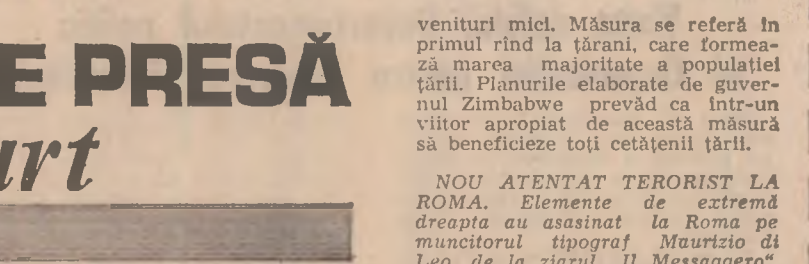 E PRESĂ
urt
venituri mici. Măsura se referă în
primul rînd la țărani, care formea-
ză marea majoritate a populației
țării. Planurile elaborate de guver-
nul Zimbabwe prevăd ca într-un
viitor apropiat de această măsură
să beneficieze toți cetățenii țării.
NOU ATENTAT TERORIST LA
ROMA. Elemente de extremă
dreapta au asasinat la Roma pe
muncitorul tipograf Maurizio di
Leo, de la ziarul „Il Messaggero“